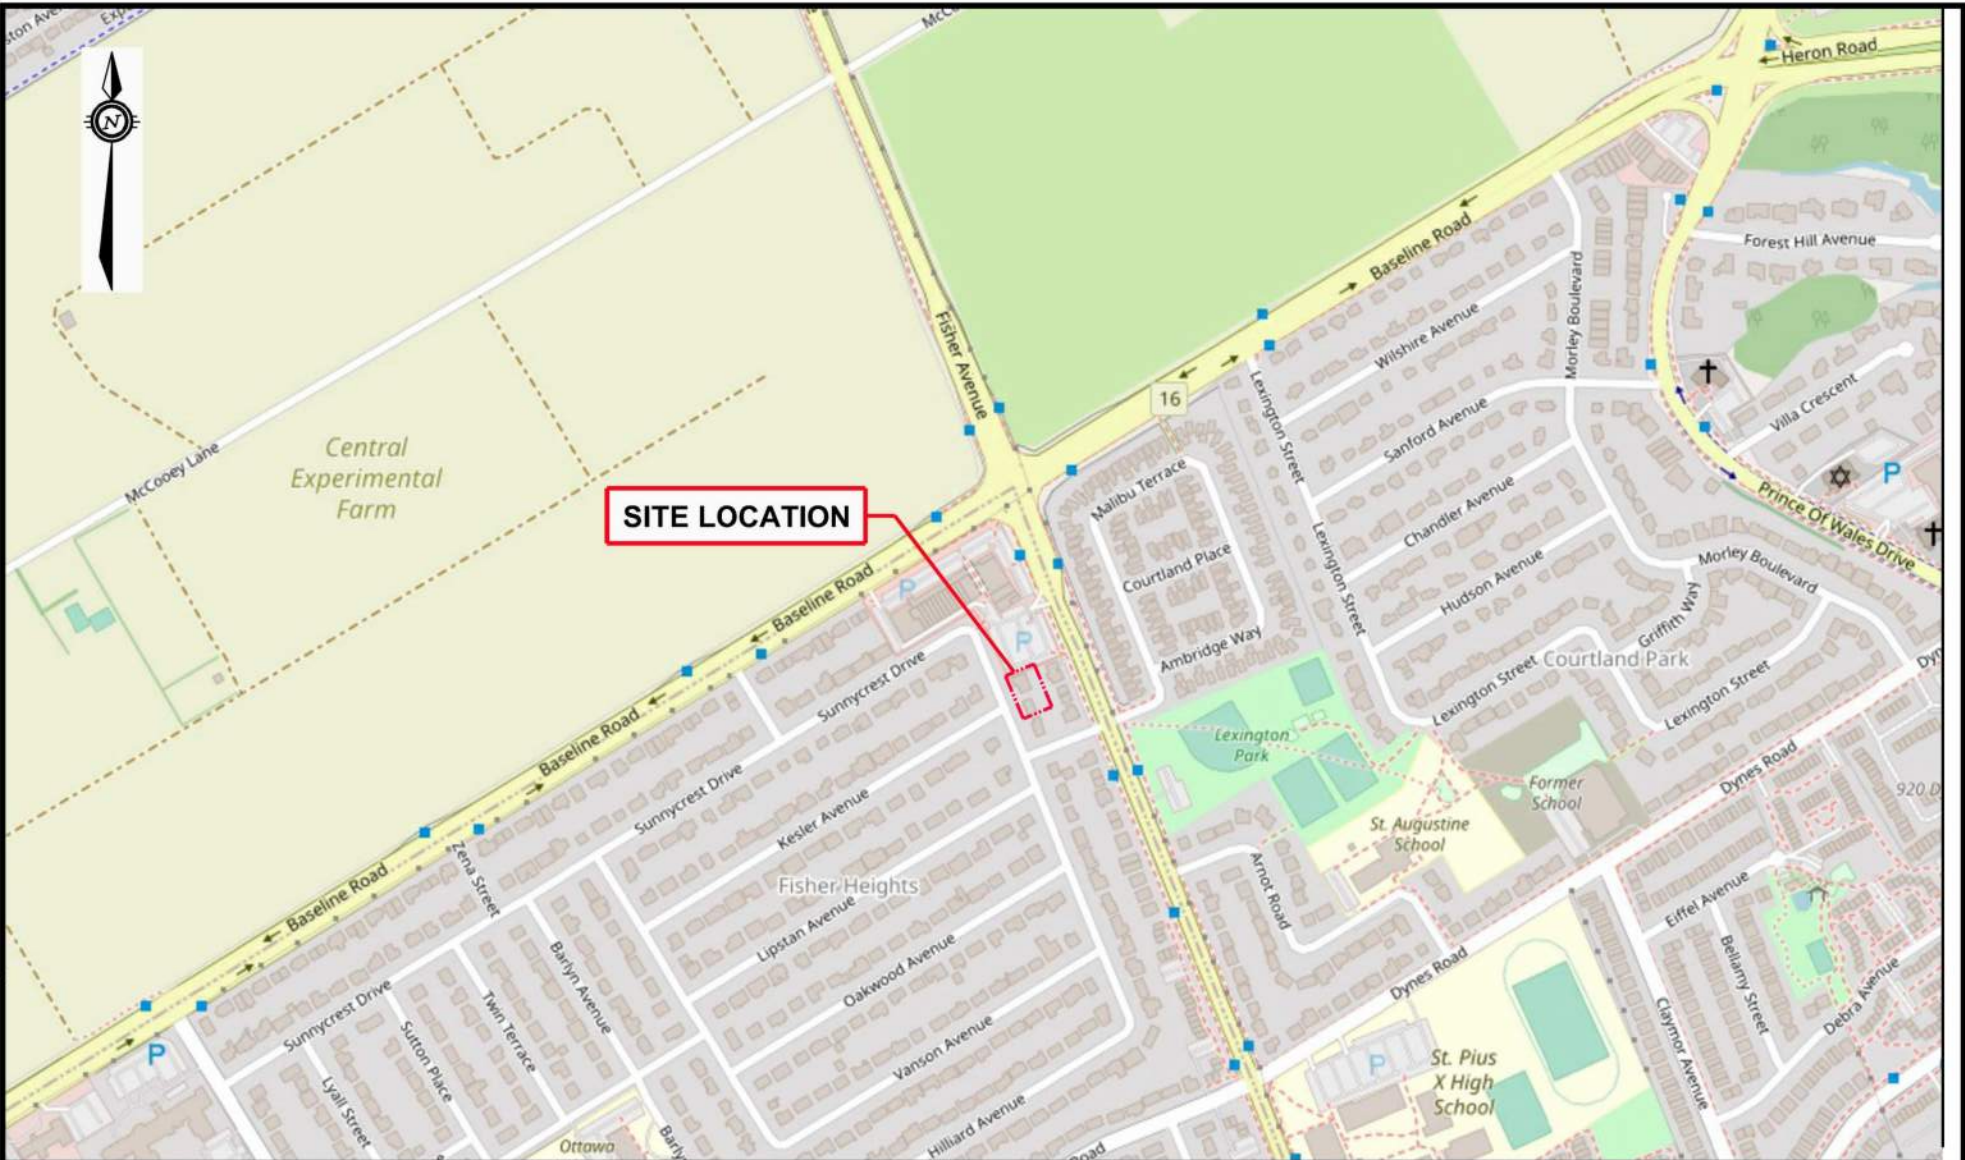 McCooey Lane
Heron Road
N
Forest Hill Avenue
Baseline Road
Fisher Avenue
Morley Boulevard
Wilshire Avenue
16
Lexington Street
Sanford Avenue
Villa Crescent
Central
Experimental
Farm
Malibu Terrace
P
SITE LOCATION
Chandler Avenue
Prince Of Wales Drive
Lexington Street
Courtland Place
Morley Boulevard
Hudson Avenue
P
Baseline Road
Griffith Way
P
Ambridge Way
Sunnycrest Drive
Courtland Park
Lexington Street
Lexington Street
Baseline Road
Lexington
Park
Dynes Road
Sunnycrest Drive
Former
School
Kesler Avenue
St. Augustine
School
Zena Street
Fisher Heights
Baseline Road
Arnot Road
Eiffel Avenue
Lipstan Avenue
Bellamy Street
Oakwood Avenue
Barlyn Avenue
Dynes Road
Debra Avenue
Sunnycrest Drive
Twin Terrace
Sutton Place
Vanson Avenue
Claymor Avenue
P
P
St. Pius
X High
School
Lyall Street
Hilliard Avenue
Ottawa
Road